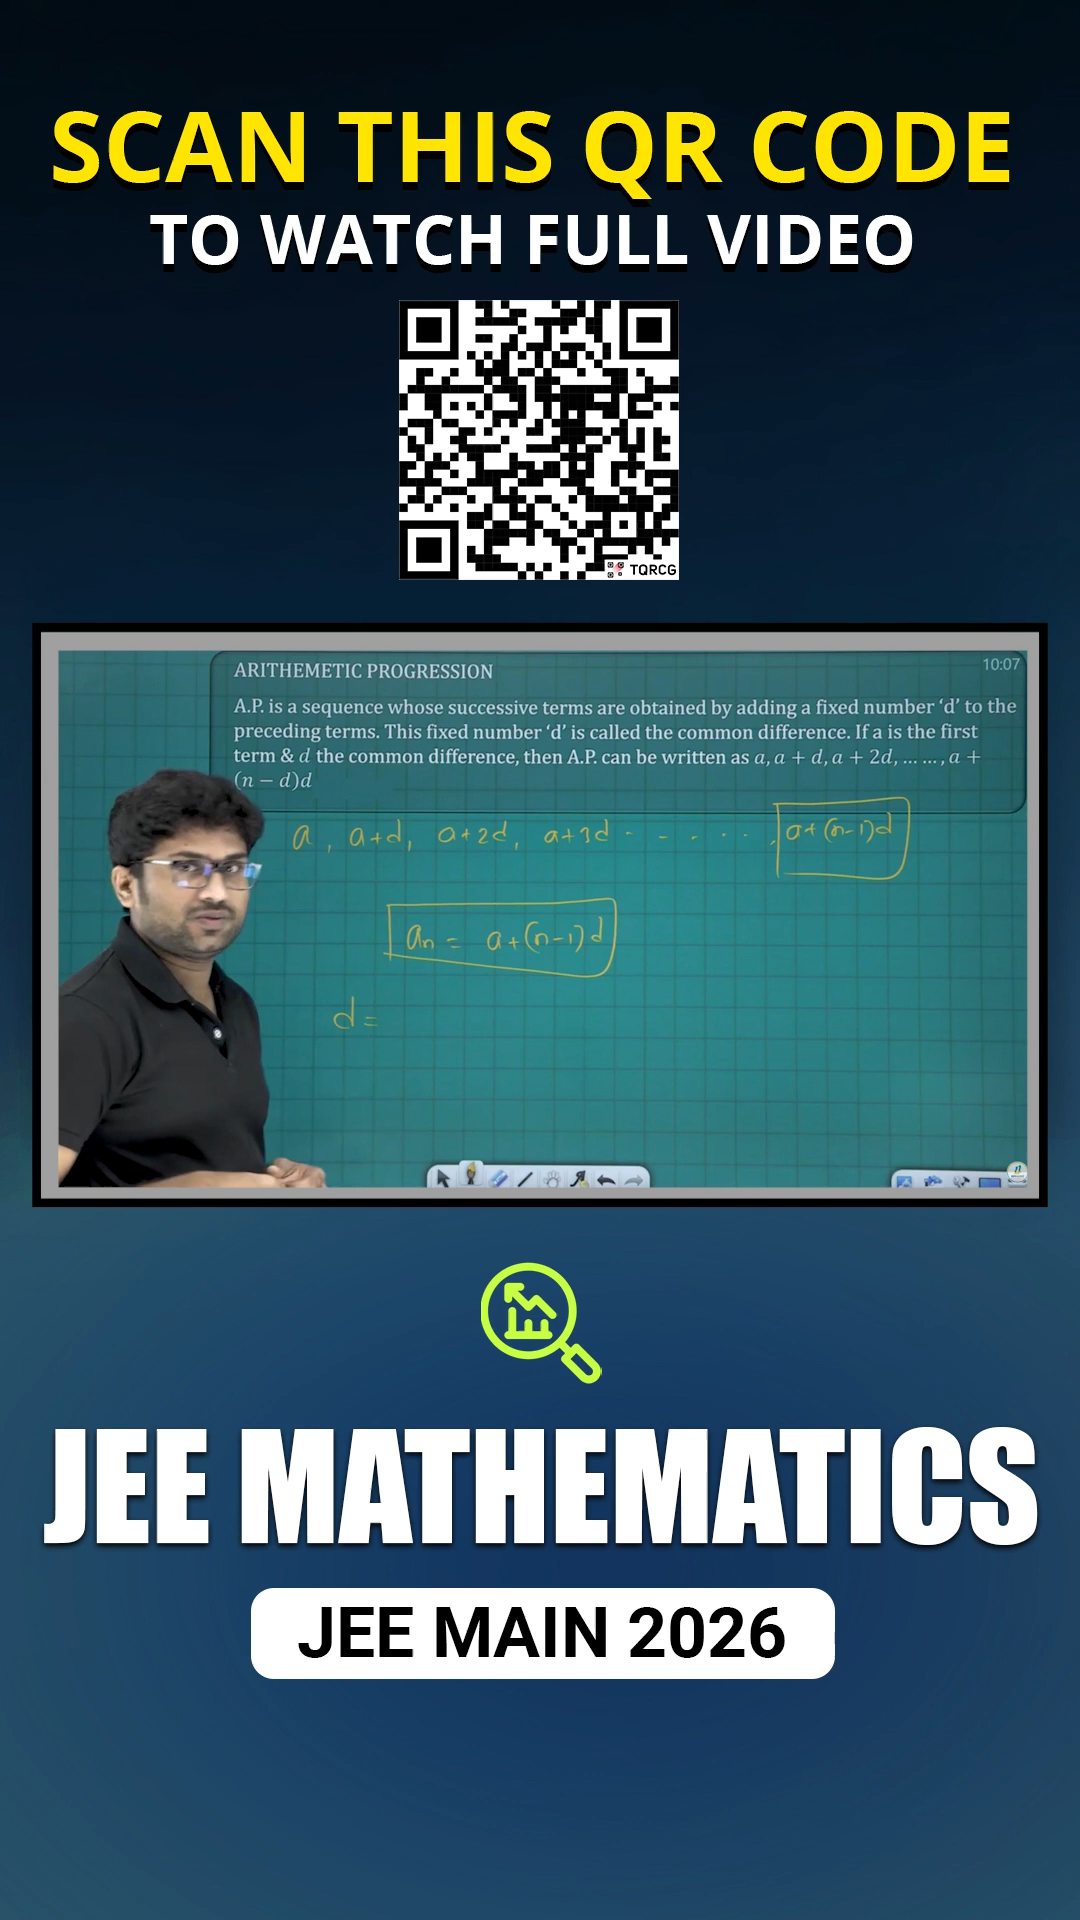 SCAN THIS QR CODE
TO WATCH FULL VIDEO
TQRCG
10:07
ARITHEMETIC PROGRESSION
A.P. is a sequence whose successive terms are obtained by adding a fixed number ‘d’ to the
preceding terms. This fixed number ‘d’ is called the common difference. If a is the first
term & d the common difference, then A.P. can be written as a, a + d, a + 2d, … … , a +
(n − d)d
a , a+d, a+2d, a+3d - - - . . . , a+(n-1)d
an = a+(n-1)d
d =
JEE MATHEMATICS
JEE MAIN 2026